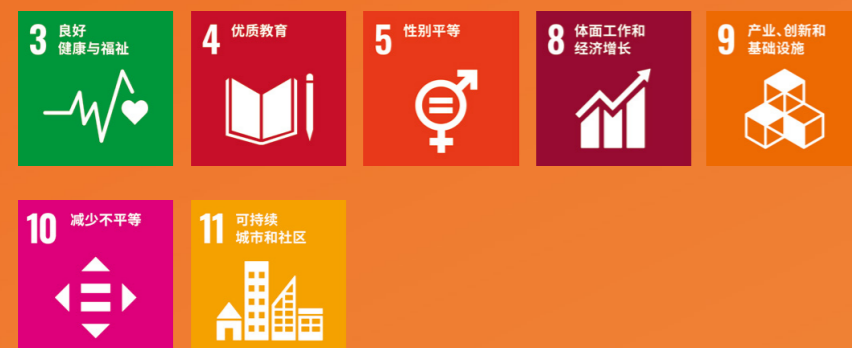 3 良好
健康与福祉
4 优质教育
5 性别平等
8 体面工作和
经济增长
9 产业、创新和
基础设施
10 减少不平等
11 可持续
城市和社区